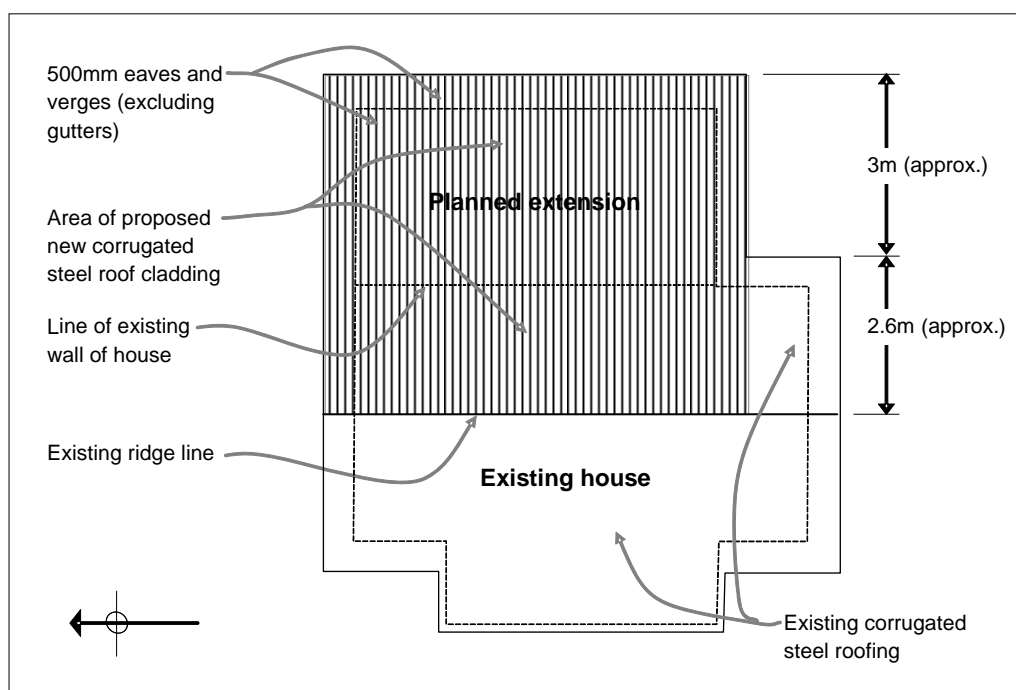 500mm eaves and
verges (excluding
gutters)
3m (approx.)
Planned extension
Area of proposed
new corrugated
steel roof cladding
Line of existing
wall of house
2.6m (approx.)
Existing ridge line
Existing house
Existing corrugated
steel roofing